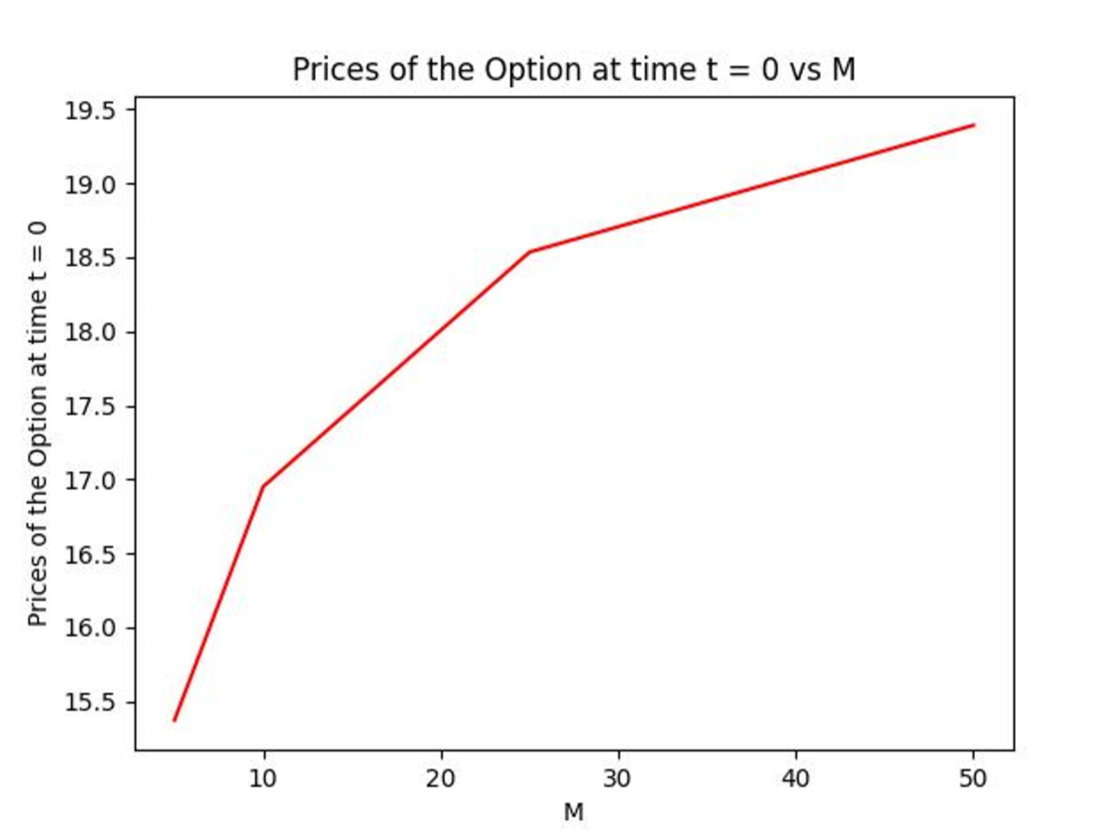 Prices of the Option at time t = 0 vs M
Prices of the Option at time t = 0
19.5
19.0
18.5
18.0
17.5
17.0
16.5
16.0
15.5
10 20 30 40 50
M